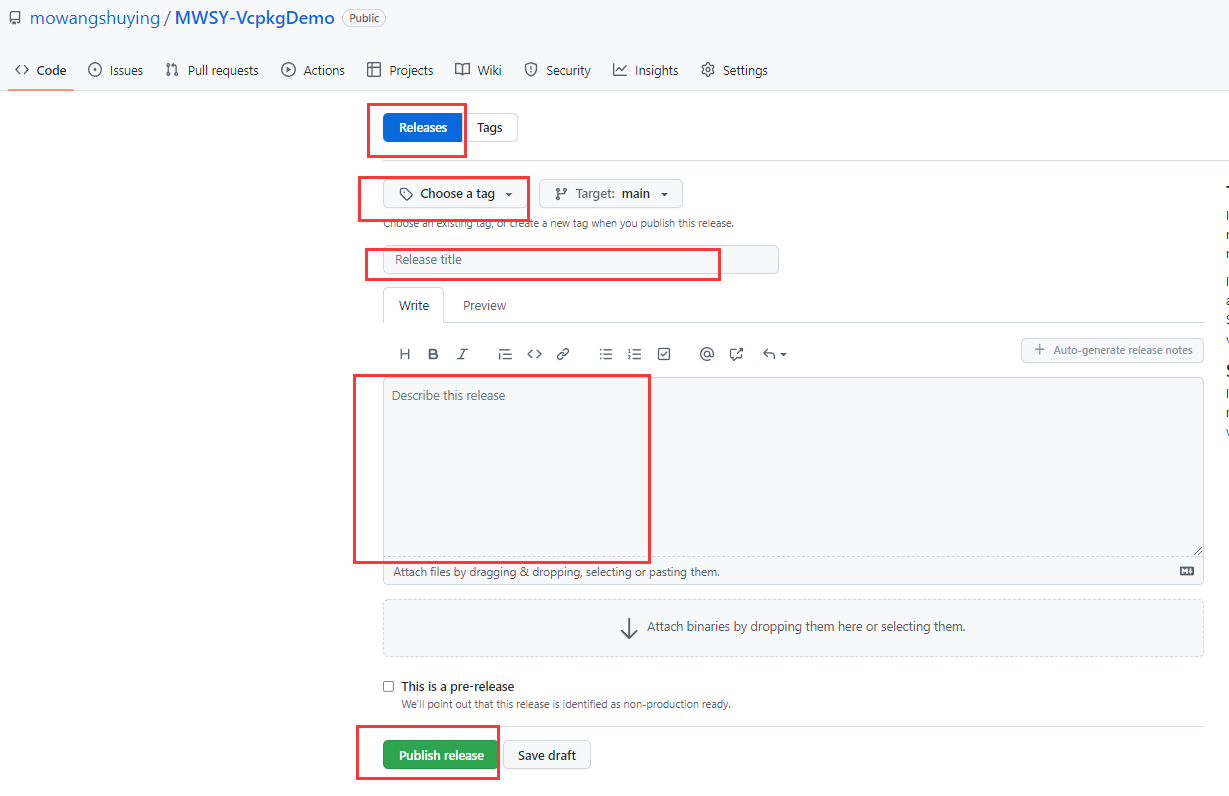 mowangshuying / MWSY-VcpkgDemo Public
Code Issues Pull requests Actions Projects Wiki Security Insights Settings
Releases Tags
Choose a tag Target: main
Choose an existing tag, or create a new tag when you publish this release.
Release title
Write Preview
H B I Auto-generate release notes
Describe this release
Attach files by dragging & dropping, selecting or pasting them.
Attach binaries by dropping them here or selecting them.
This is a pre-release
We'll point out that this release is identified as non-production ready.
Publish release Save draft